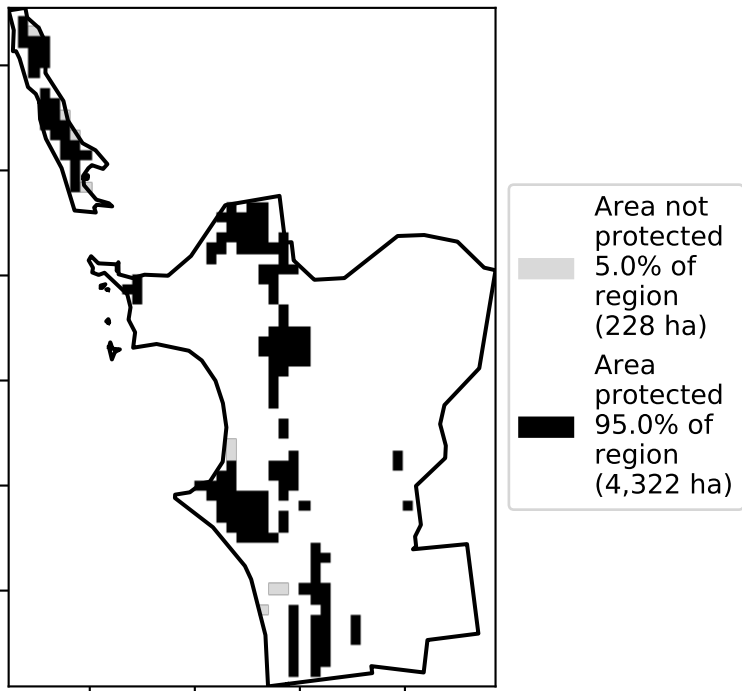 Area not
protected
5.0% of
region
(228 ha)
Area
protected
95.0% of
region
(4,322 ha)